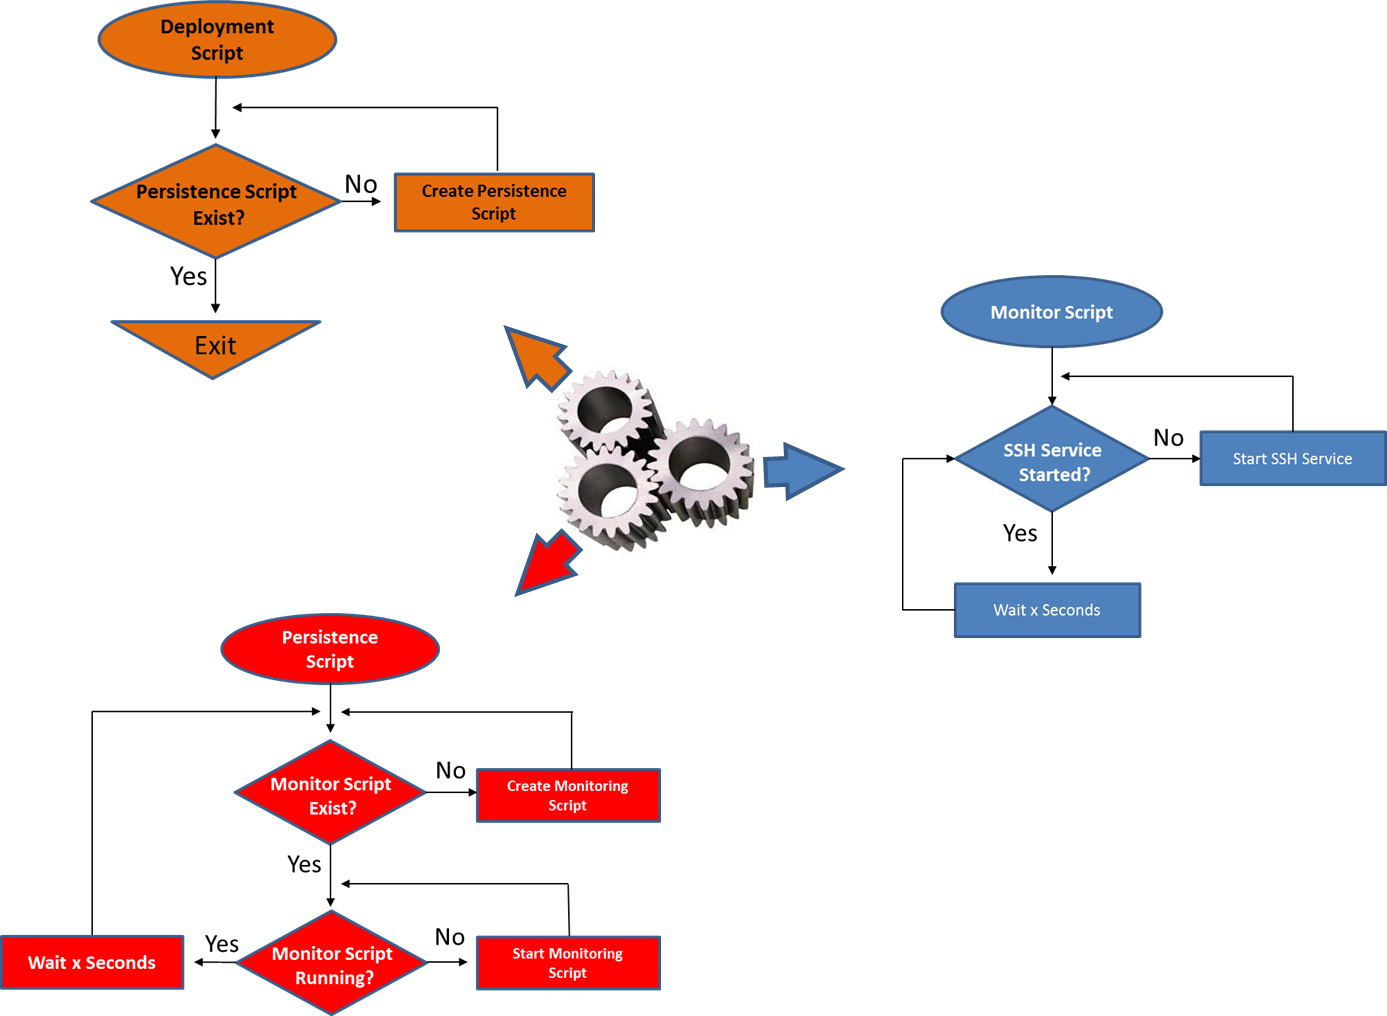 Deployment
Script
Persistence Script
Exist?
No
Create Persistence
Script
Yes
Exit
Monitor Script
SSH Service
Started?
No
Start SSH Service
Yes
Wait x Seconds
Persistence
Script
Monitor Script
Exist?
No
Create Monitoring
Script
Yes
Monitor Script
Running?
No
Start Monitoring
Script
Yes
Wait x Seconds